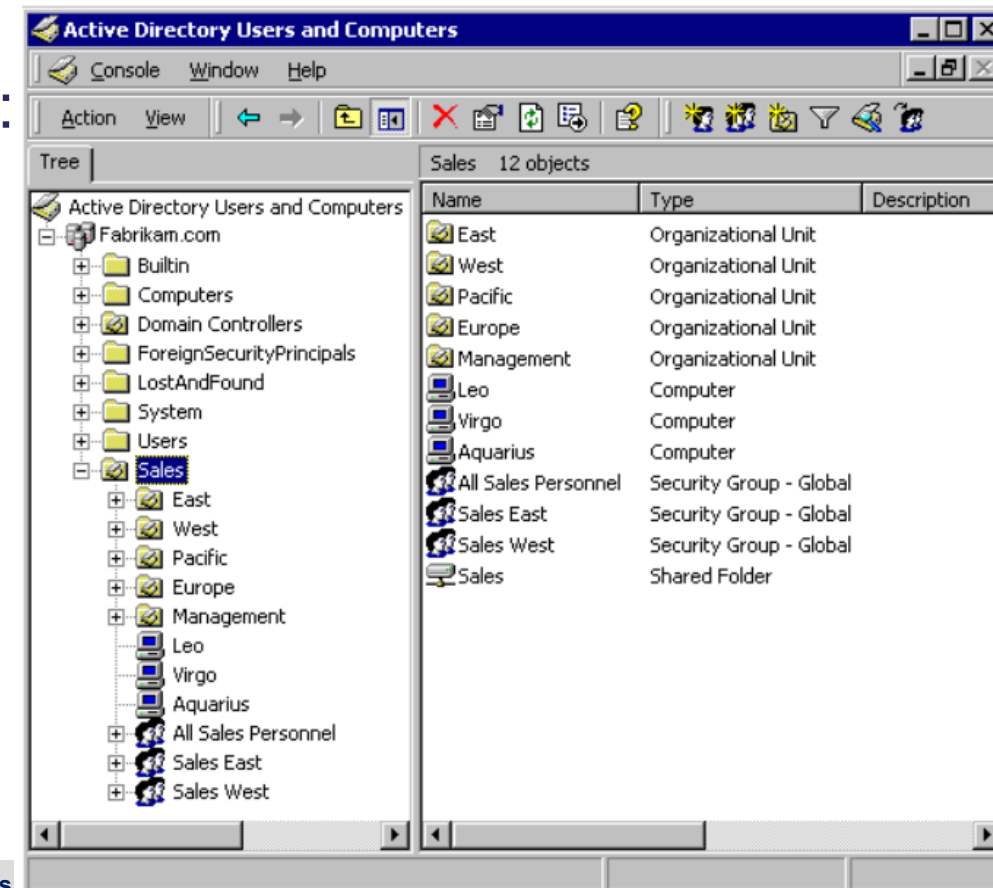 Active Directory Users and Computers
Console Window Help
Action View
Tree
Sales 12 objects
Active Directory Users and Computers
Fabrikam.com
Builtin
Computers
Domain Controllers
ForeignSecurityPrincipals
LostAndFound
System
Users
Sales
East
West
Pacific
Europe
Management
Leo
Virgo
Aquarius
All Sales Personnel
Sales East
Sales West
Name Type Description
East Organizational Unit
West Organizational Unit
Pacific Organizational Unit
Europe Organizational Unit
Management Organizational Unit
Leo Computer
Virgo Computer
Aquarius Computer
All Sales Personnel Security Group - Global
Sales East Security Group - Global
Sales West Security Group - Global
Sales Shared Folder
s